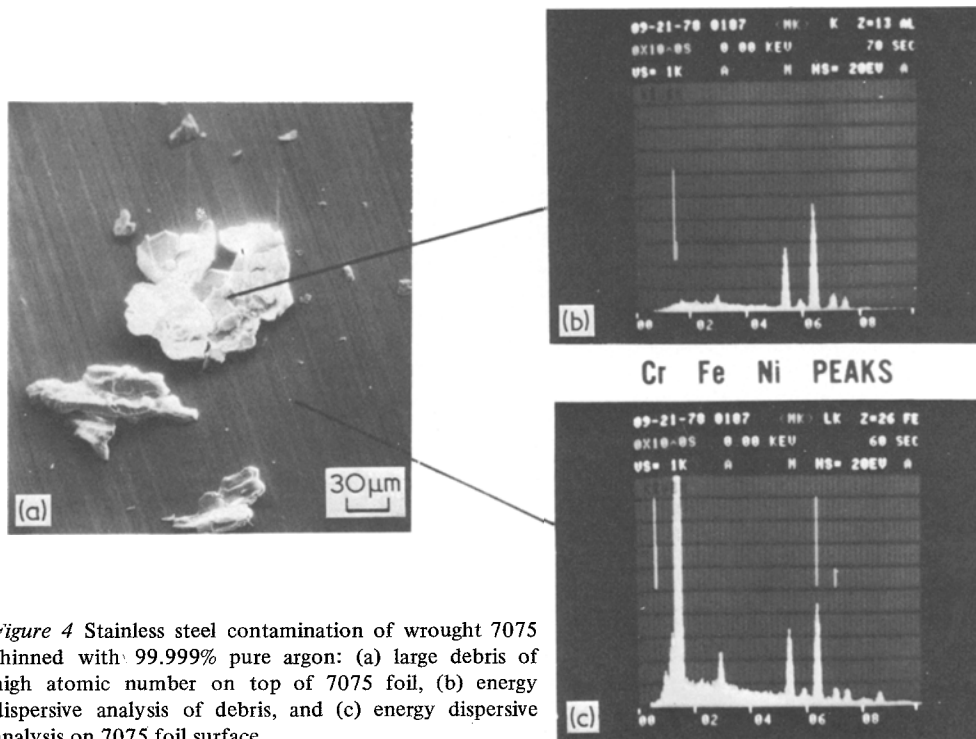 09-21-78 0187 <MK> K Z=13 AL
0X10^0S 0.00 KEV 70 SEC
VS= 1K A M HS= 20EV A
00 02 04 06 08
(b)
30μm
(a)
Cr Fe Ni PEAKS
09-21-78 0187 <MK> LK Z=26 FE
0X10^0S 0.00 KEV 60 SEC
VS= 1K A M HS= 20EV A
00 02 04 06 08
(c)
Figure 4 Stainless steel contamination of wrought 7075
thinned with 99.999% pure argon: (a) large debris of
high atomic number on top of 7075 foil, (b) energy
dispersive analysis of debris, and (c) energy dispersive
analysis on 7075 foil surface